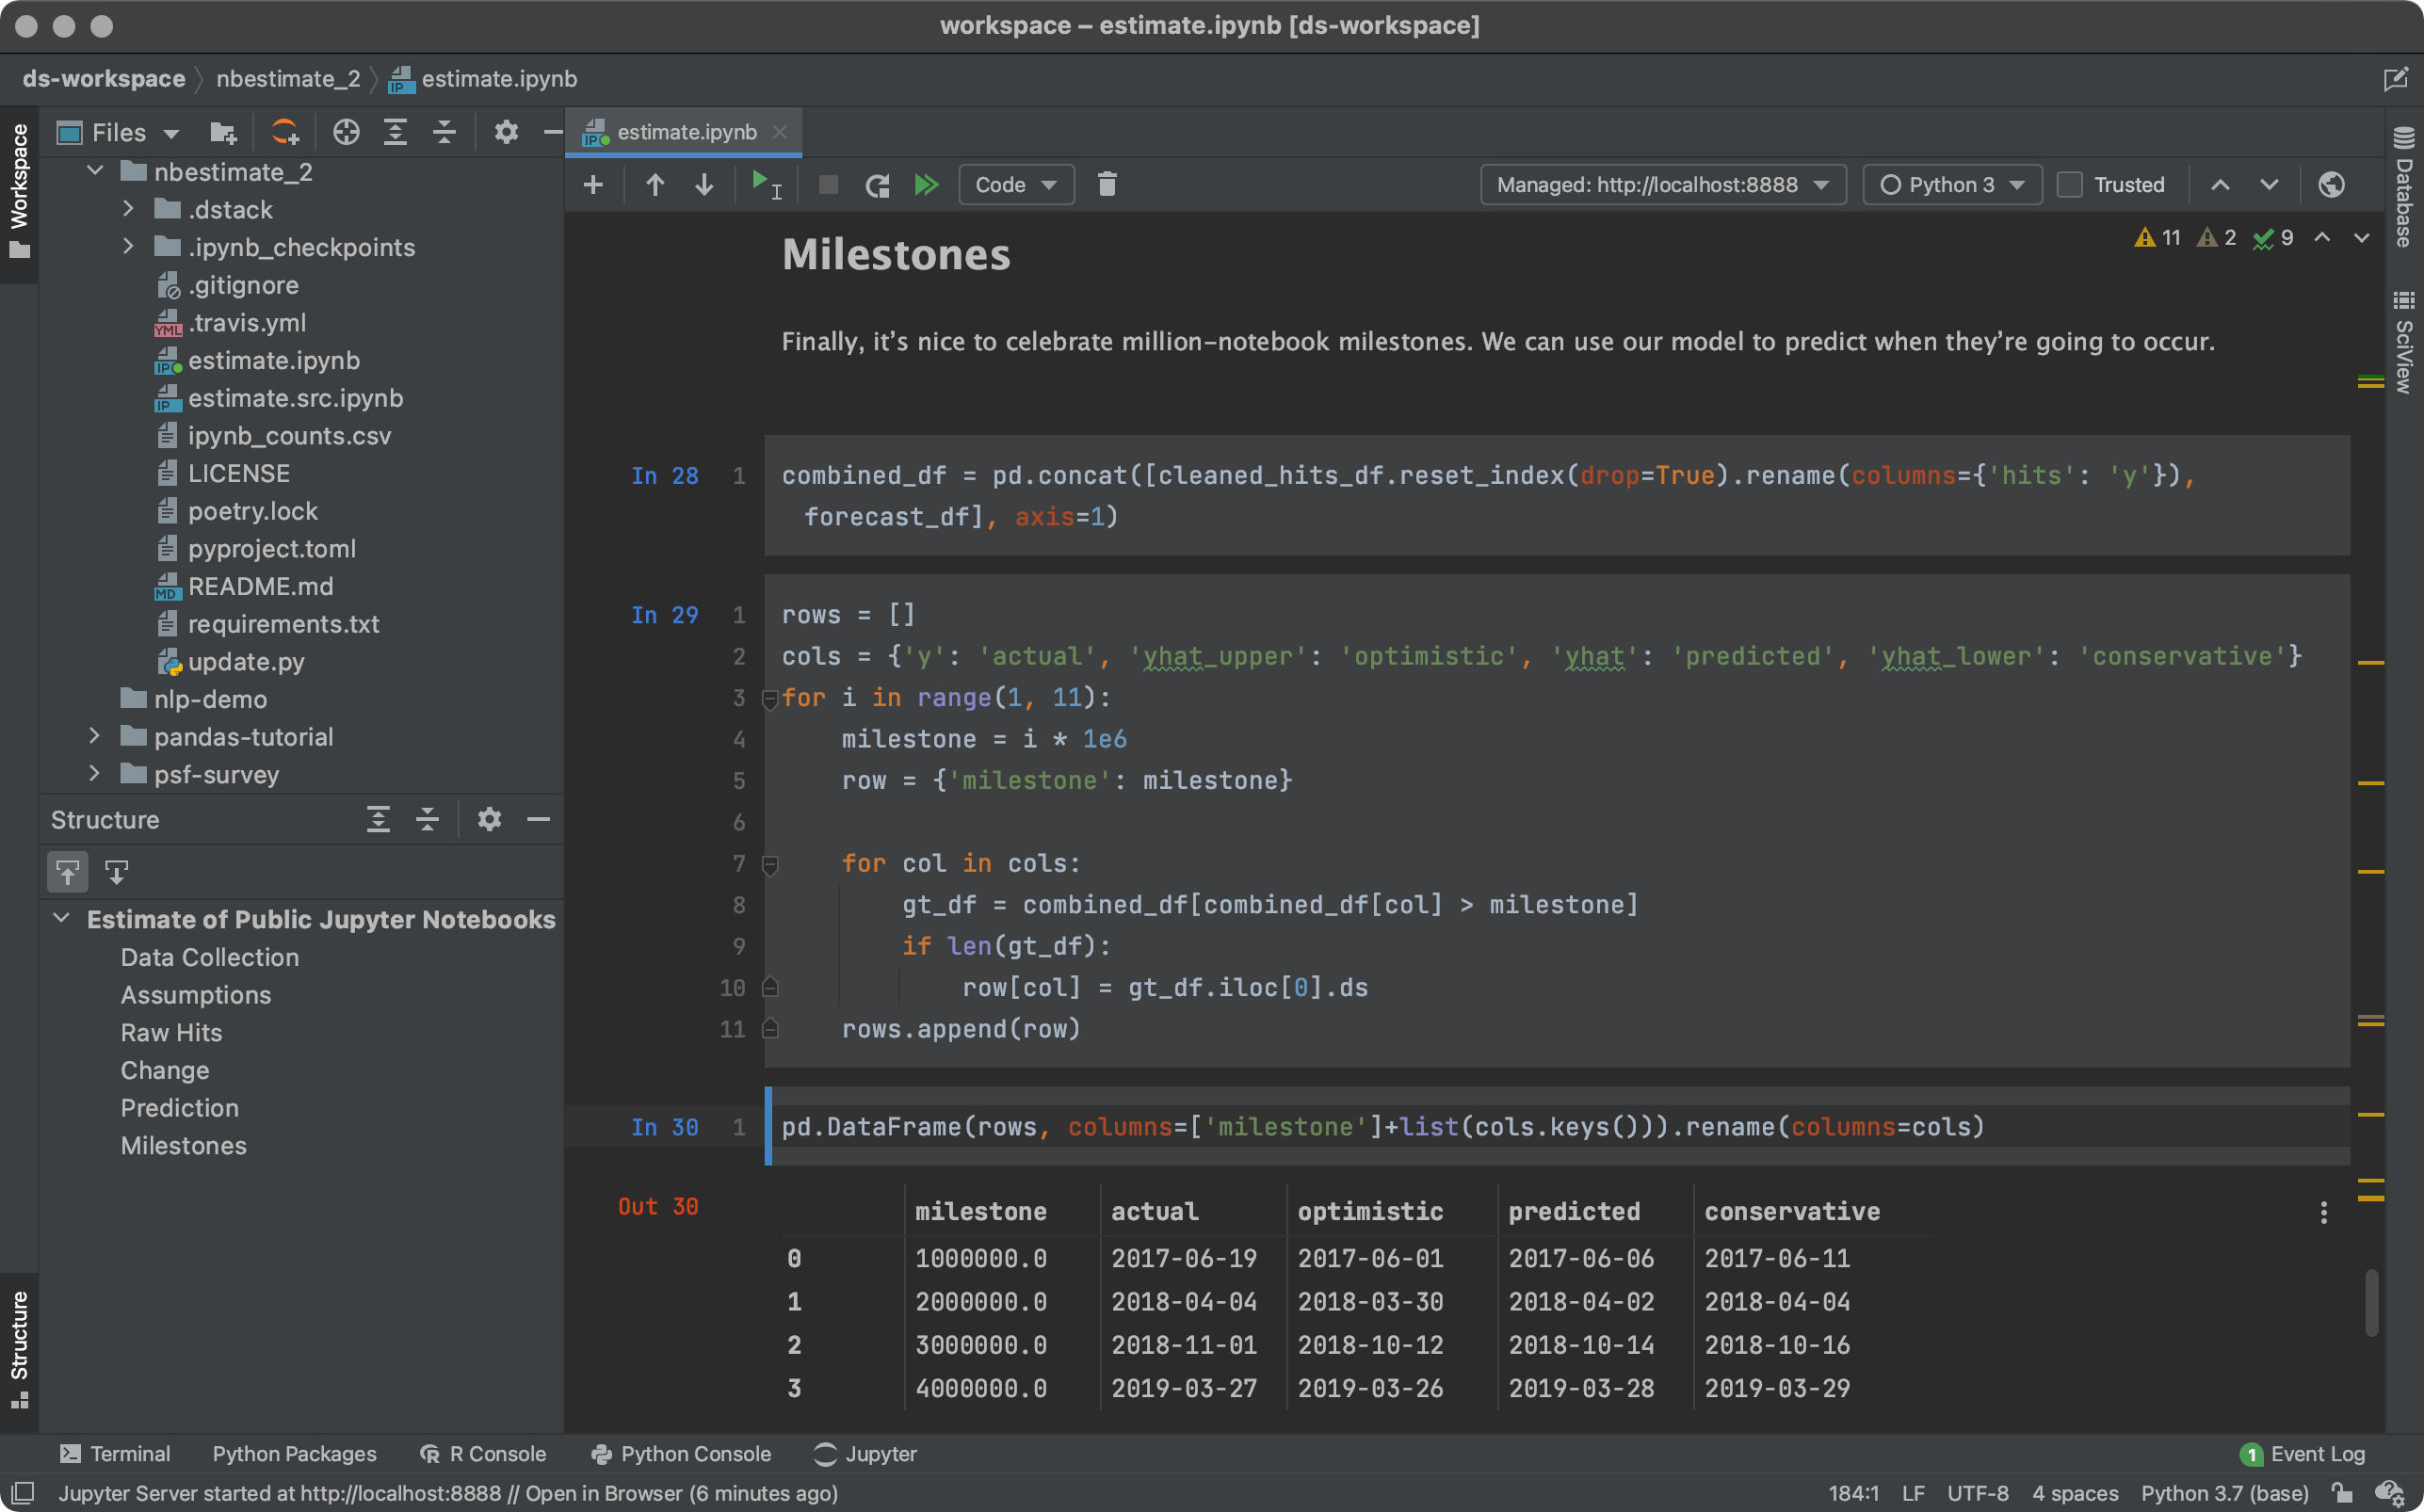 workspace – estimate.ipynb [ds-workspace]
ds-workspace nbestimate_2 estimate.ipynb
Workspace
Files
estimate.ipynb
nbestimate_2
.dstack
.ipynb_checkpoints
.gitignore
.travis.yml
estimate.ipynb
estimate.src.ipynb
ipynb_counts.csv
LICENSE
poetry.lock
pyproject.toml
README.md
requirements.txt
update.py
nlp-demo
pandas-tutorial
psf-survey
Structure
Estimate of Public Jupyter Notebooks
Data Collection
Assumptions
Raw Hits
Change
Prediction
Milestones
Structure
Code
Managed: http://localhost:8888
Python 3
Trusted
11 2 9
Database
SciView
Milestones
Finally, it’s nice to celebrate million-notebook milestones. We can use our model to predict when they’re going to occur.
In 28 1 combined_df = pd.concat([cleaned_hits_df.reset_index(drop=True).rename(columns={'hits': 'y'}),
forecast_df], axis=1)
In 29 1 rows = []
2 cols = {'y': 'actual', 'yhat_upper': 'optimistic', 'yhat': 'predicted', 'yhat_lower': 'conservative'}
3 for i in range(1, 11):
4 milestone = i * 1e6
5 row = {'milestone': milestone}
6
7 for col in cols:
8 gt_df = combined_df[combined_df[col] > milestone]
9 if len(gt_df):
10 row[col] = gt_df.iloc[0].ds
11 rows.append(row)
In 30 1 pd.DataFrame(rows, columns=['milestone']+list(cols.keys())).rename(columns=cols)
Out 30
milestone actual optimistic predicted conservative
0 1000000.0 2017-06-19 2017-06-01 2017-06-06 2017-06-11
1 2000000.0 2018-04-04 2018-03-30 2018-04-02 2018-04-04
2 3000000.0 2018-11-01 2018-10-12 2018-10-14 2018-10-16
3 4000000.0 2019-03-27 2019-03-26 2019-03-28 2019-03-29
Terminal Python Packages R Console Python Console Jupyter 1 Event Log
Jupyter Server started at http://localhost:8888 // Open in Browser (6 minutes ago) 184:1 LF UTF-8 4 spaces Python 3.7 (base)